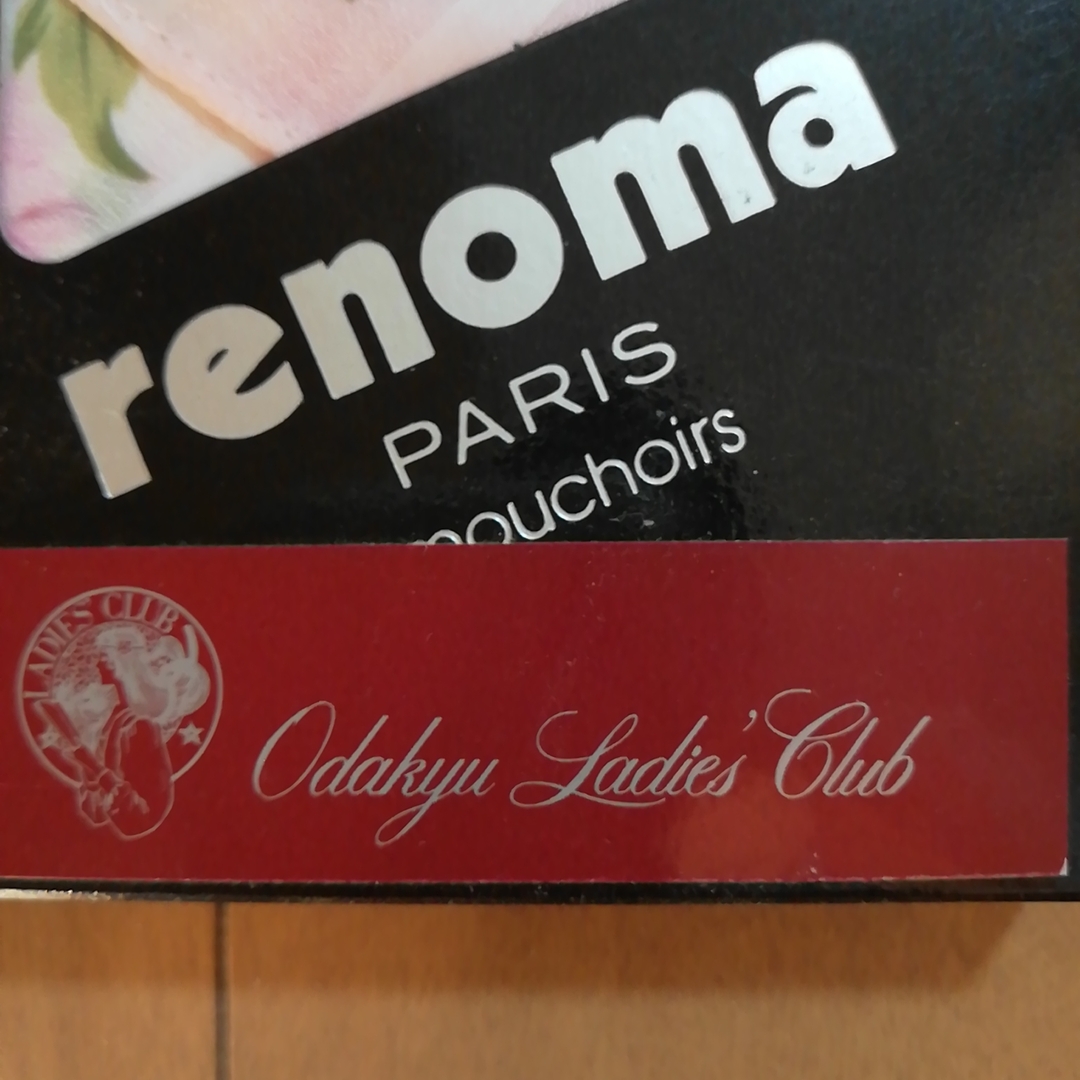 renoma
PARIS
mouchoirs
LADIES' CLUB
Odakyu Ladies' Club